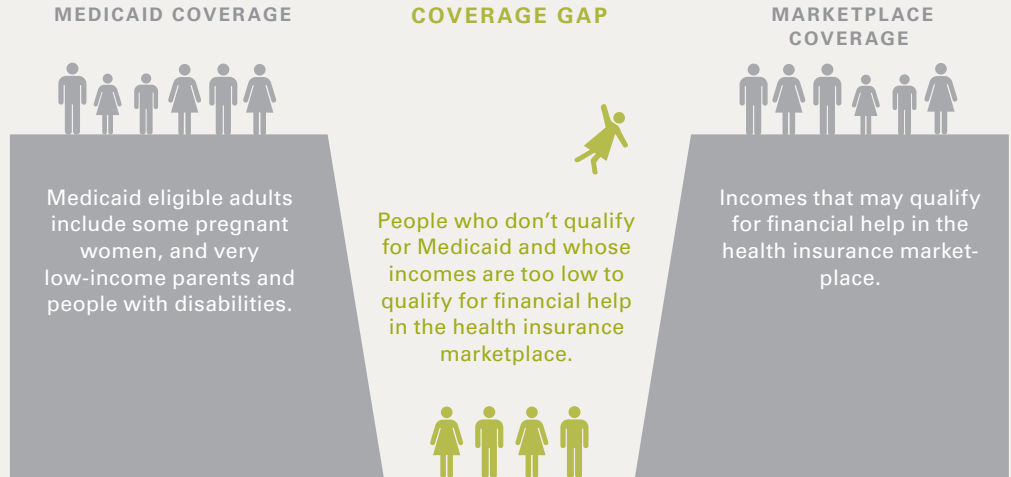 MEDICAID COVERAGE
Medicaid eligible adults
include some pregnant
women, and very
low-income parents and
people with disabilities.
COVERAGE GAP
People who don’t qualify
for Medicaid and whose
incomes are too low to
qualify for financial help
in the health insurance
marketplace.
MARKETPLACE
COVERAGE
Incomes that may qualify
for financial help in the
health insurance market-
place.